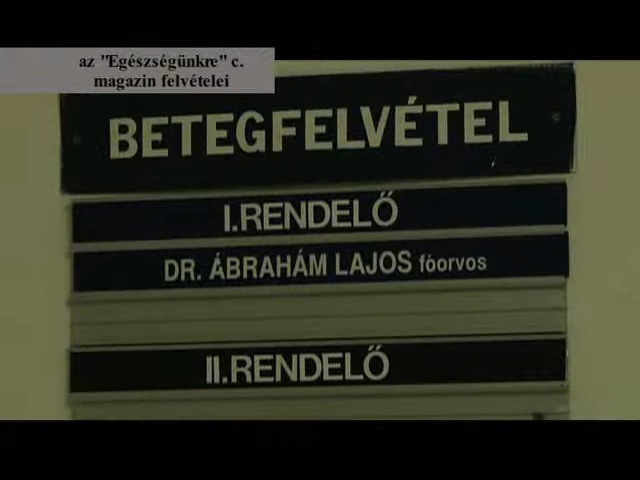 az "Egészségünkre" c.
magazin felvételei
BETEGFELVÉTEL
I.RENDELŐ
DR. ÁBRAHÁM LAJOS főorvos
II.RENDELŐ